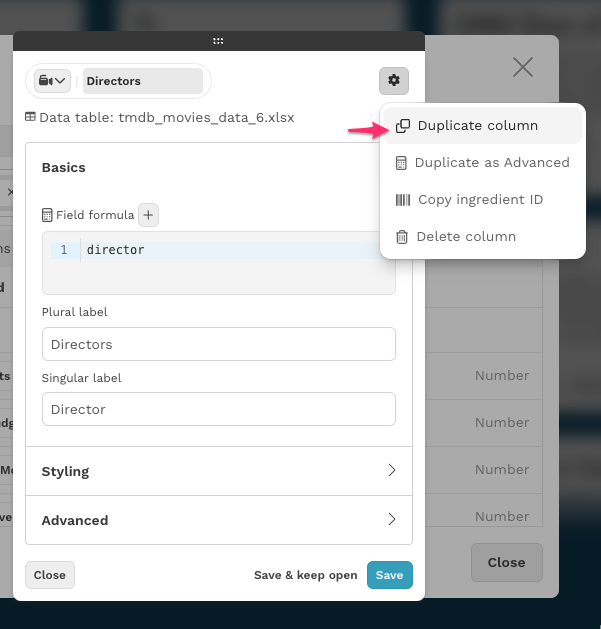 Directors
Data table: tmdb_movies_data_6.xlsx
Duplicate column
Duplicate as Advanced
Copy ingredient ID
Delete column
Basics
Field formula
1 director
Plural label
Directors
Singular label
Director
Styling
Advanced
Close
Save & keep open
Save
Number
Number
Number
Number
Close